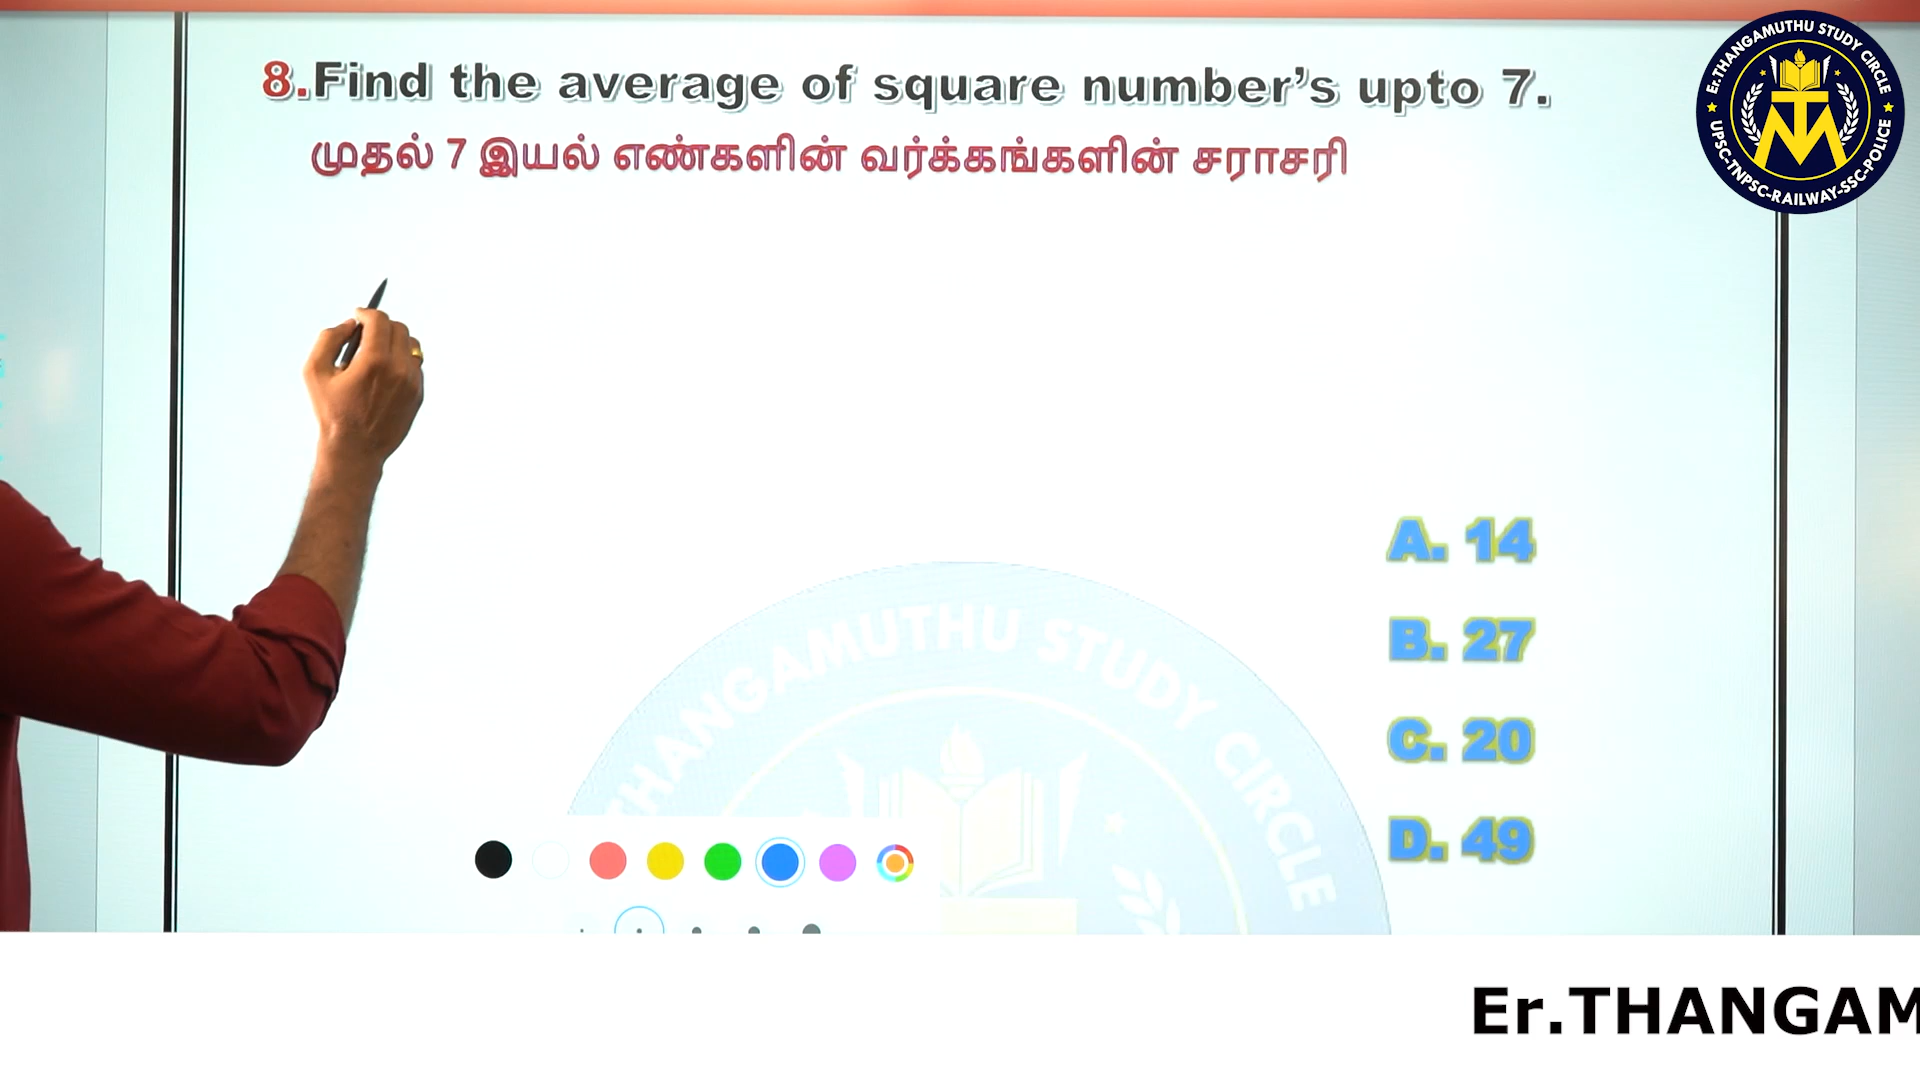 8.Find the average of square number’s upto 7.
முதல் 7 இயல் எண்களின் வர்க்கங்களின் சராசரி
Er.THANGAMUTHU STUDY CIRCLE
UPSC-TNPSC-RAILWAY-SSC-POLICE
A. 14
B. 27
C. 20
D. 49
THANGAMUTHU STUDY CIRCLE
Er.THANGAM